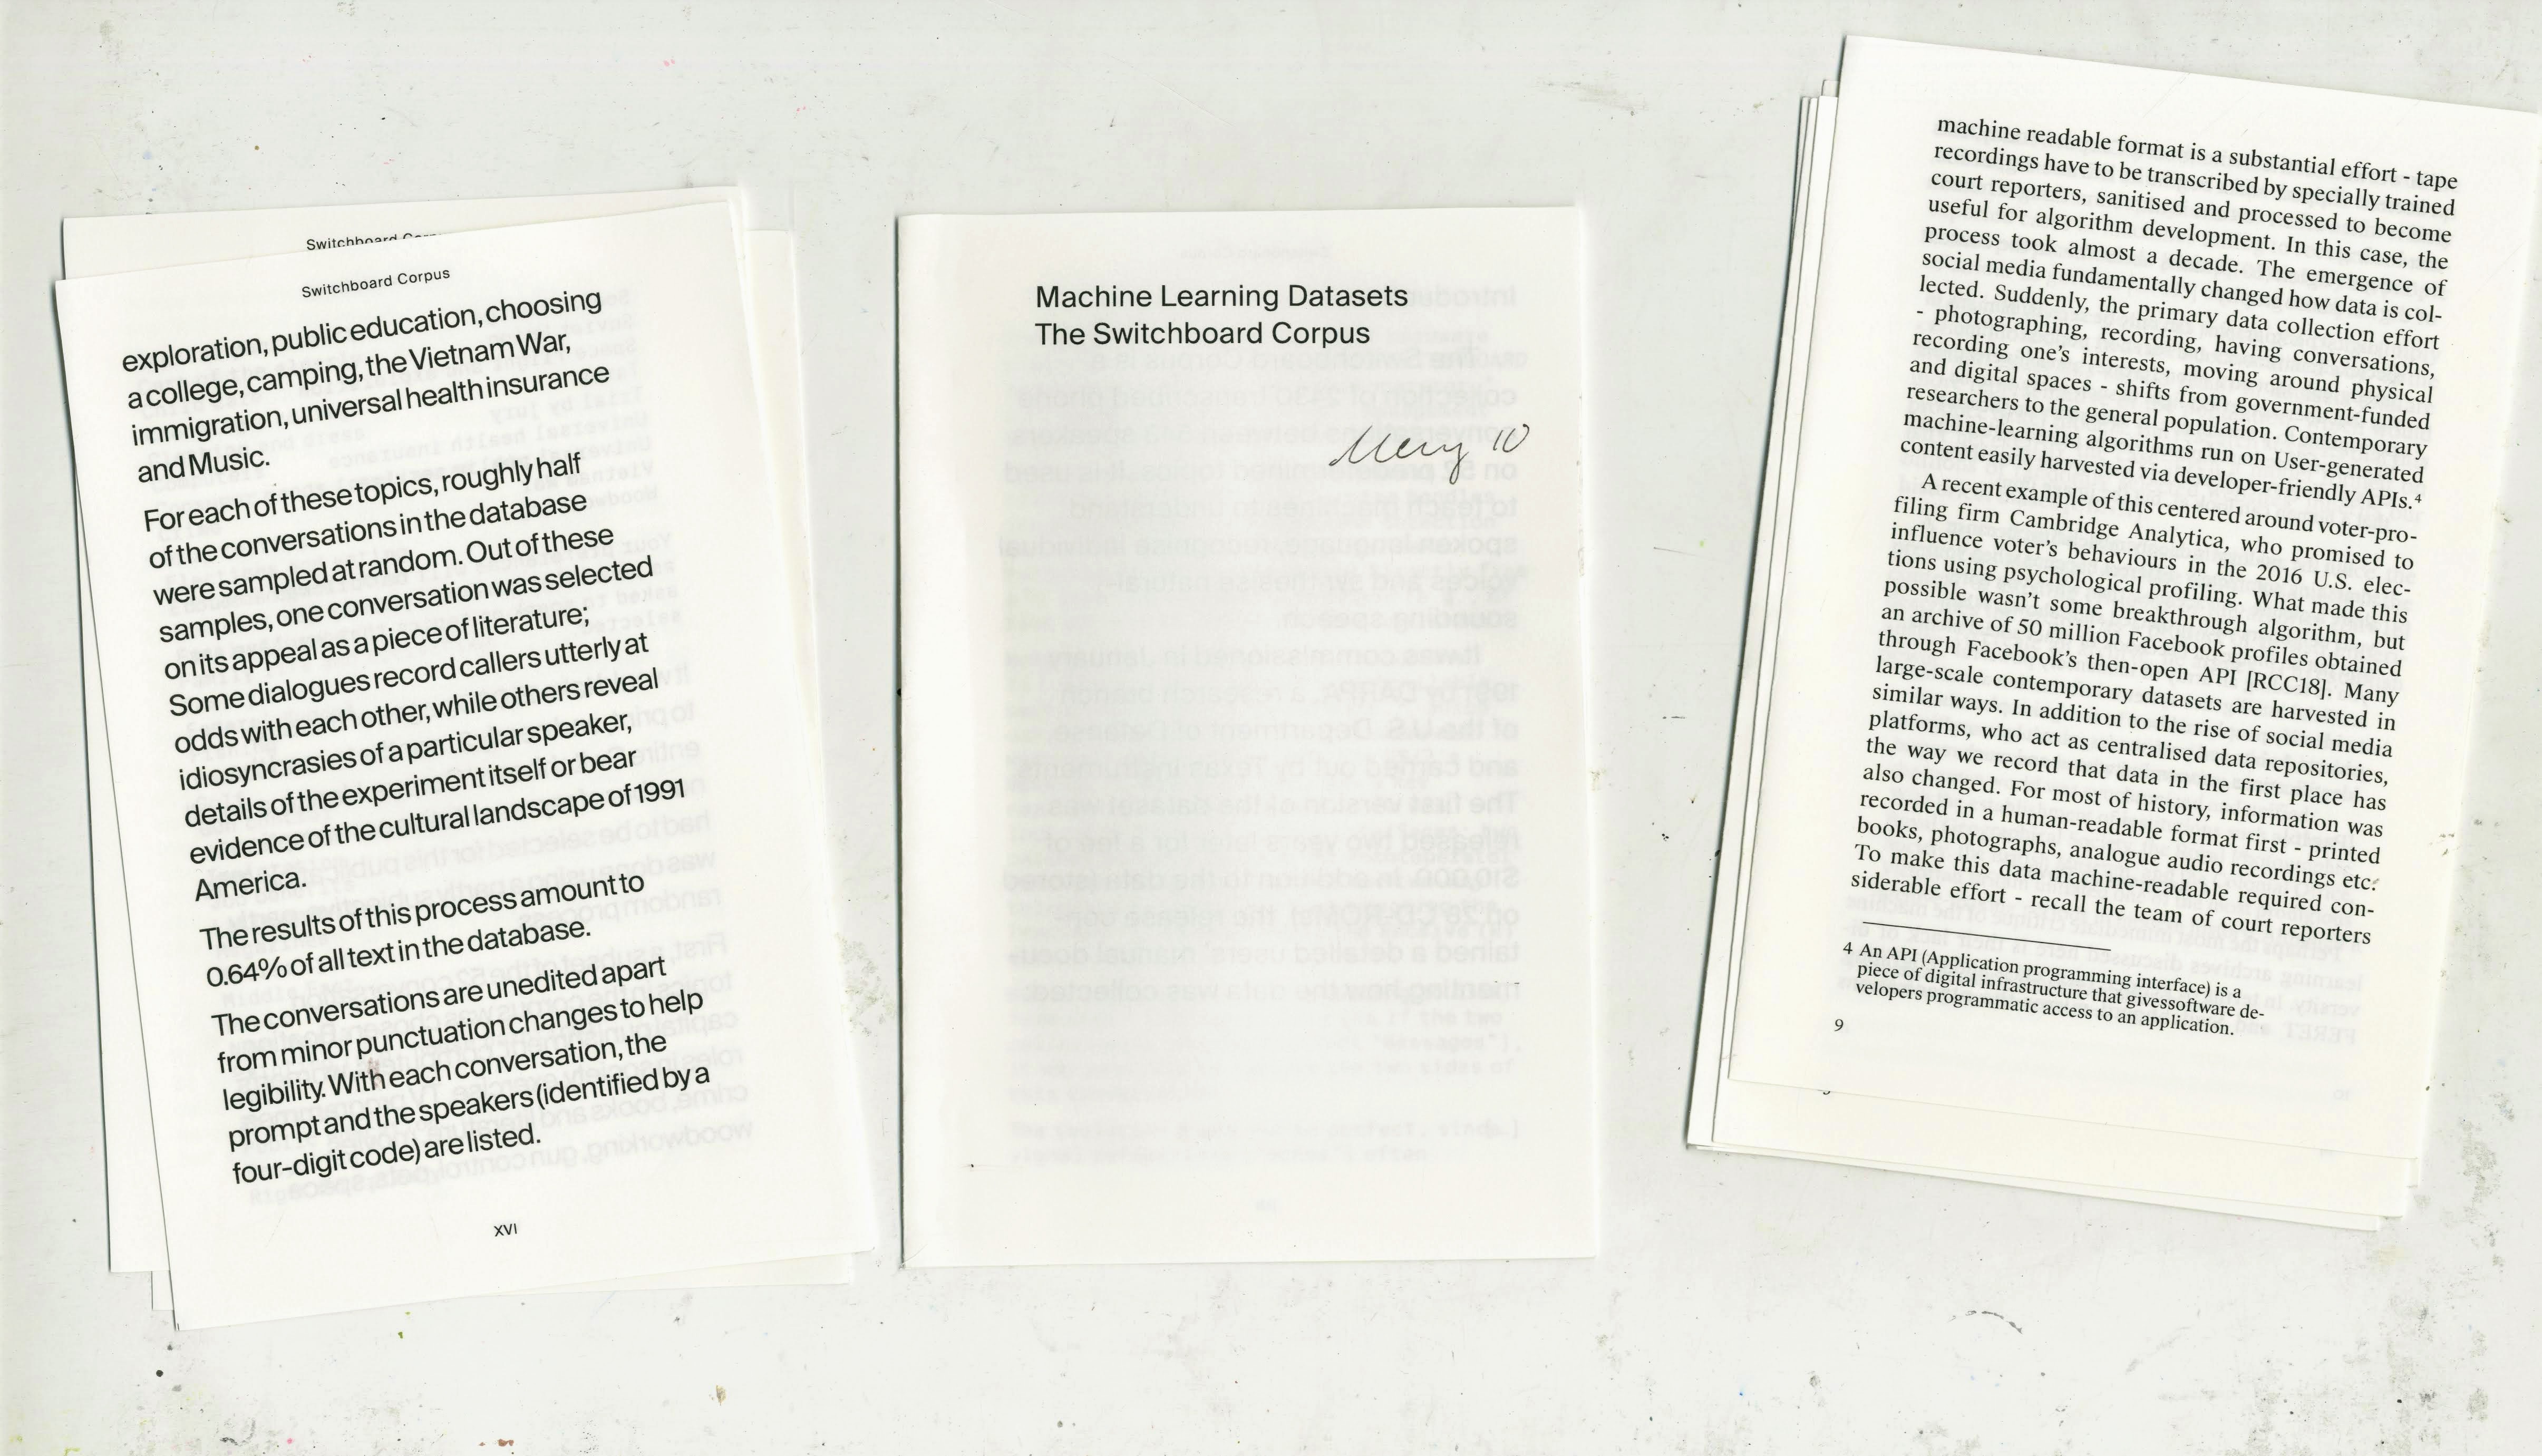 Switchboard
Switchboard Corpus
exploration, public education, choosing
a college, camping, the Vietnam War,
immigration, universal health insurance
and Music.
For each of these topics, roughly half
of the conversations in the database
were sampled at random. Out of these
samples, one conversation was selected
on its appeal as a piece of literature;
Some dialogues record callers utterly at
odds with each other, while others reveal
idiosyncrasies of a particular speaker,
details of the experiment itself or bear
evidence of the cultural landscape of 1991
America.
The results of this process amount to
0.64% of all text in the database.
The conversations are unedited apart
from minor punctuation changes to help
legibility. With each conversation, the
prompt and the speakers (identified by a
four-digit code) are listed.
XVI
Machine Learning Datasets
The Switchboard Corpus
10
machine readable format is a substantial effort - tape
recordings have to be transcribed by specially trained
court reporters, sanitised and processed to become
useful for algorithm development. In this case, the
process took almost a decade. The emergence of
social media fundamentally changed how data is col-
lected. Suddenly, the primary data collection effort
- photographing, recording, having conversations,
recording one's interests, moving around physical
and digital spaces - shifts from government-funded
researchers to the general population. Contemporary
machine-learning algorithms run on User-generated
content easily harvested via developer-friendly APIs.⁴
A recent example of this centered around voter-pro-
filing firm Cambridge Analytica, who promised to
influence voter's behaviours in the 2016 U.S. elec-
tions using psychological profiling. What made this
possible wasn't some breakthrough algorithm, but
an archive of 50 million Facebook profiles obtained
through Facebook's then-open API [RCC18]. Many
large-scale contemporary datasets are harvested in
similar ways. In addition to the rise of social media
platforms, who act as centralised data repositories,
the way we record that data in the first place has
also changed. For most of history, information was
recorded in a human-readable format first - printed
books, photographs, analogue audio recordings etc.
To make this data machine-readable required con-
siderable effort - recall the team of court reporters
4 An API (Application programming interface) is a
piece of digital infrastructure that givessoftware de-
velopers programmatic access to an application.
9